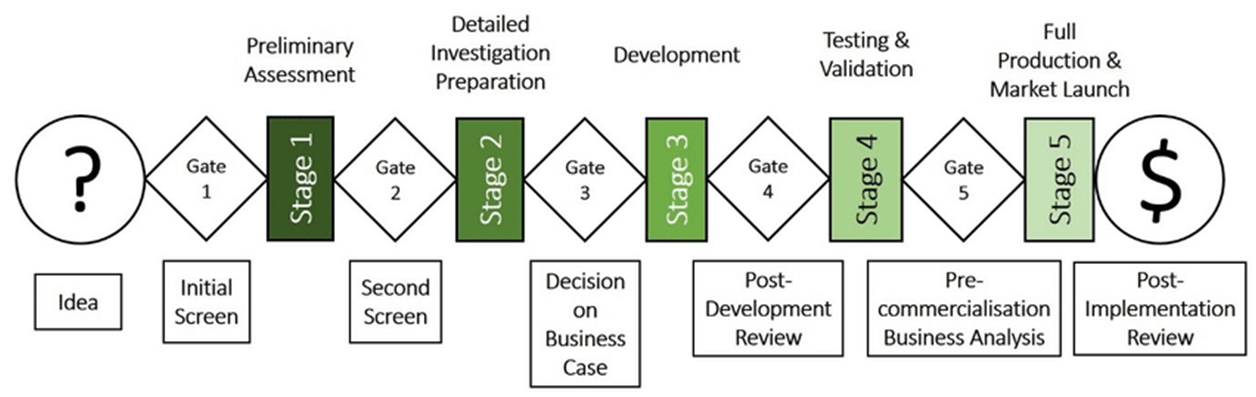 Preliminary
Assessment
Detailed
Investigation
Preparation
Development
Testing &
Validation
Full
Production &
Market Launch
?
Gate
1
Stage 1
Gate
2
Stage 2
Gate
3
Stage 3
Gate
4
Stage 4
Gate
5
Stage 5
$
Idea
Initial
Screen
Second
Screen
Decision
on
Business
Case
Post-
Development
Review
Pre-
commercialisation
Business Analysis
Post-
Implementation
Review